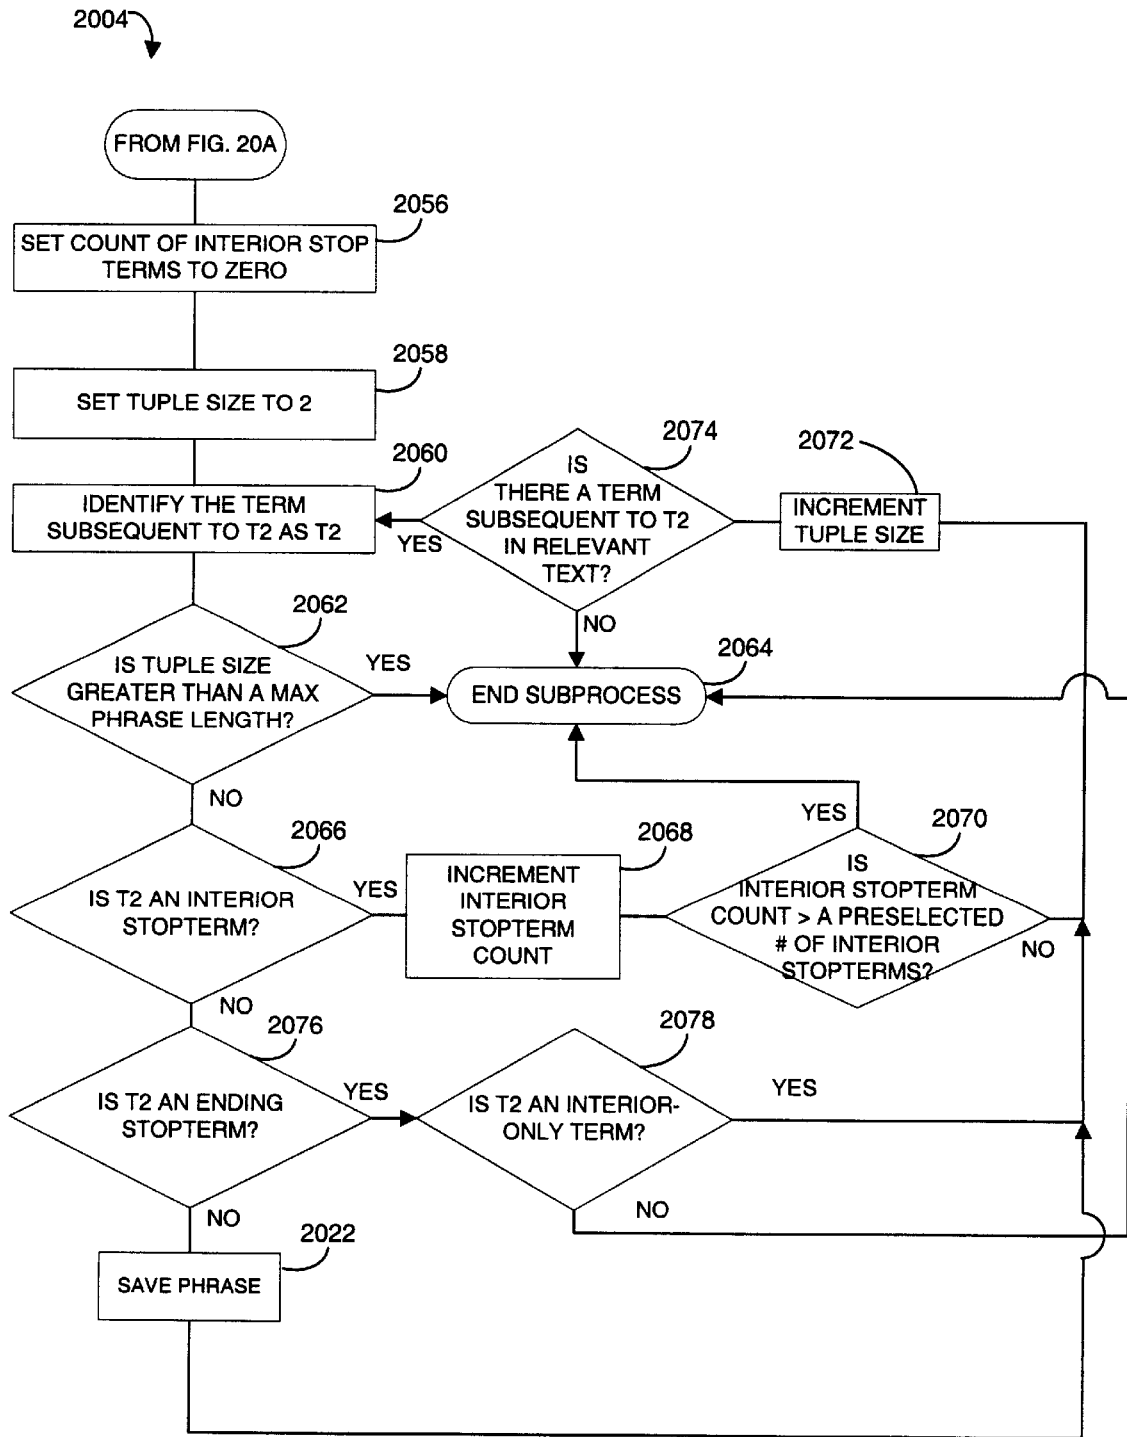 2004
FROM FIG. 20A
2056
SET COUNT OF INTERIOR STOP
TERMS TO ZERO
2058
SET TUPLE SIZE TO 2
2060
IDENTIFY THE TERM
SUBSEQUENT TO T2 AS T2
2074
IS
THERE A TERM
SUBSEQUENT TO T2
IN RELEVANT
TEXT?
YES
NO
2072
INCREMENT
TUPLE SIZE
2062
IS TUPLE SIZE
GREATER THAN A MAX
PHRASE LENGTH?
YES
NO
2064
END SUBPROCESS
2066
IS T2 AN INTERIOR
STOPTERM?
YES
NO
2068
INCREMENT
INTERIOR
STOPTERM
COUNT
2070
YES
IS
INTERIOR STOPTERM
COUNT > A PRESELECTED
# OF INTERIOR
STOPTERMS?
NO
2076
IS T2 AN ENDING
STOPTERM?
YES
NO
2078
IS T2 AN INTERIOR-
ONLY TERM?
YES
NO
2022
SAVE PHRASE